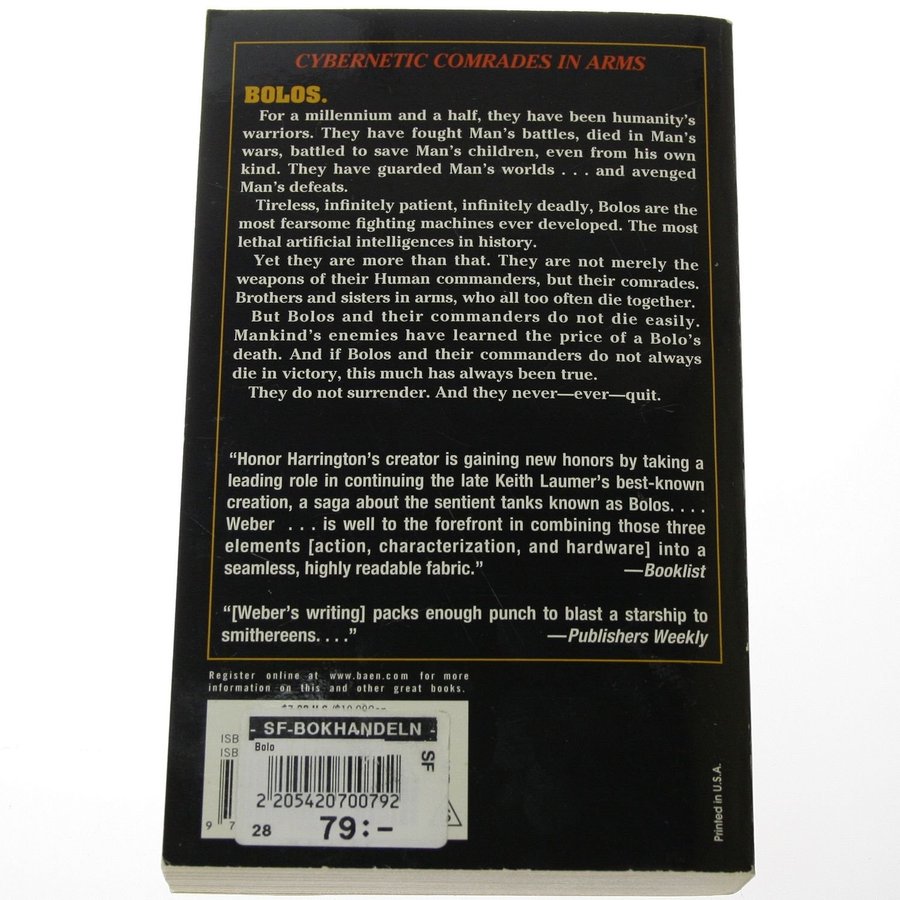 CYBERNETIC COMRADES IN ARMS
BOLOS.
For a millennium and a half, they have been humanity's
warriors. They have fought Man's battles, died in Man's
wars, battled to save Man's children, even from his own
kind. They have guarded Man's worlds . . . and avenged
Man's defeats.
Tireless, infinitely patient, infinitely deadly, Bolos are the
most fearsome fighting machines ever developed. The most
lethal artificial intelligences in history.
Yet they are more than that. They are not merely the
weapons of their Human commanders, but their comrades.
Brothers and sisters in arms, who all too often die together.
But Bolos and their commanders do not die easily.
Mankind's enemies have learned the price of a Bolo's
death. And if Bolos and their commanders do not always
die in victory, this much has always been true.
They do not surrender. And they never—ever—quit.
“Honor Harrington's creator is gaining new honors by taking a
leading role in continuing the late Keith Laumer's best-known
creation, a saga about the sentient tanks known as Bolos. . . .
Weber . . . is well to the forefront in combining those three
elements [action, characterization, and hardware] into a
seamless, highly readable fabric.” —Booklist
“[Weber's writing] packs enough punch to blast a starship to
smithereens. . . .” —Publishers Weekly
Register online at www.baen.com for more
information on this and other great books.
- SF-BOKHANDELN -
ISB
Bolo
ISB
SF
2 205420 700792
9 7
28 79:-
Printed in U.S.A.